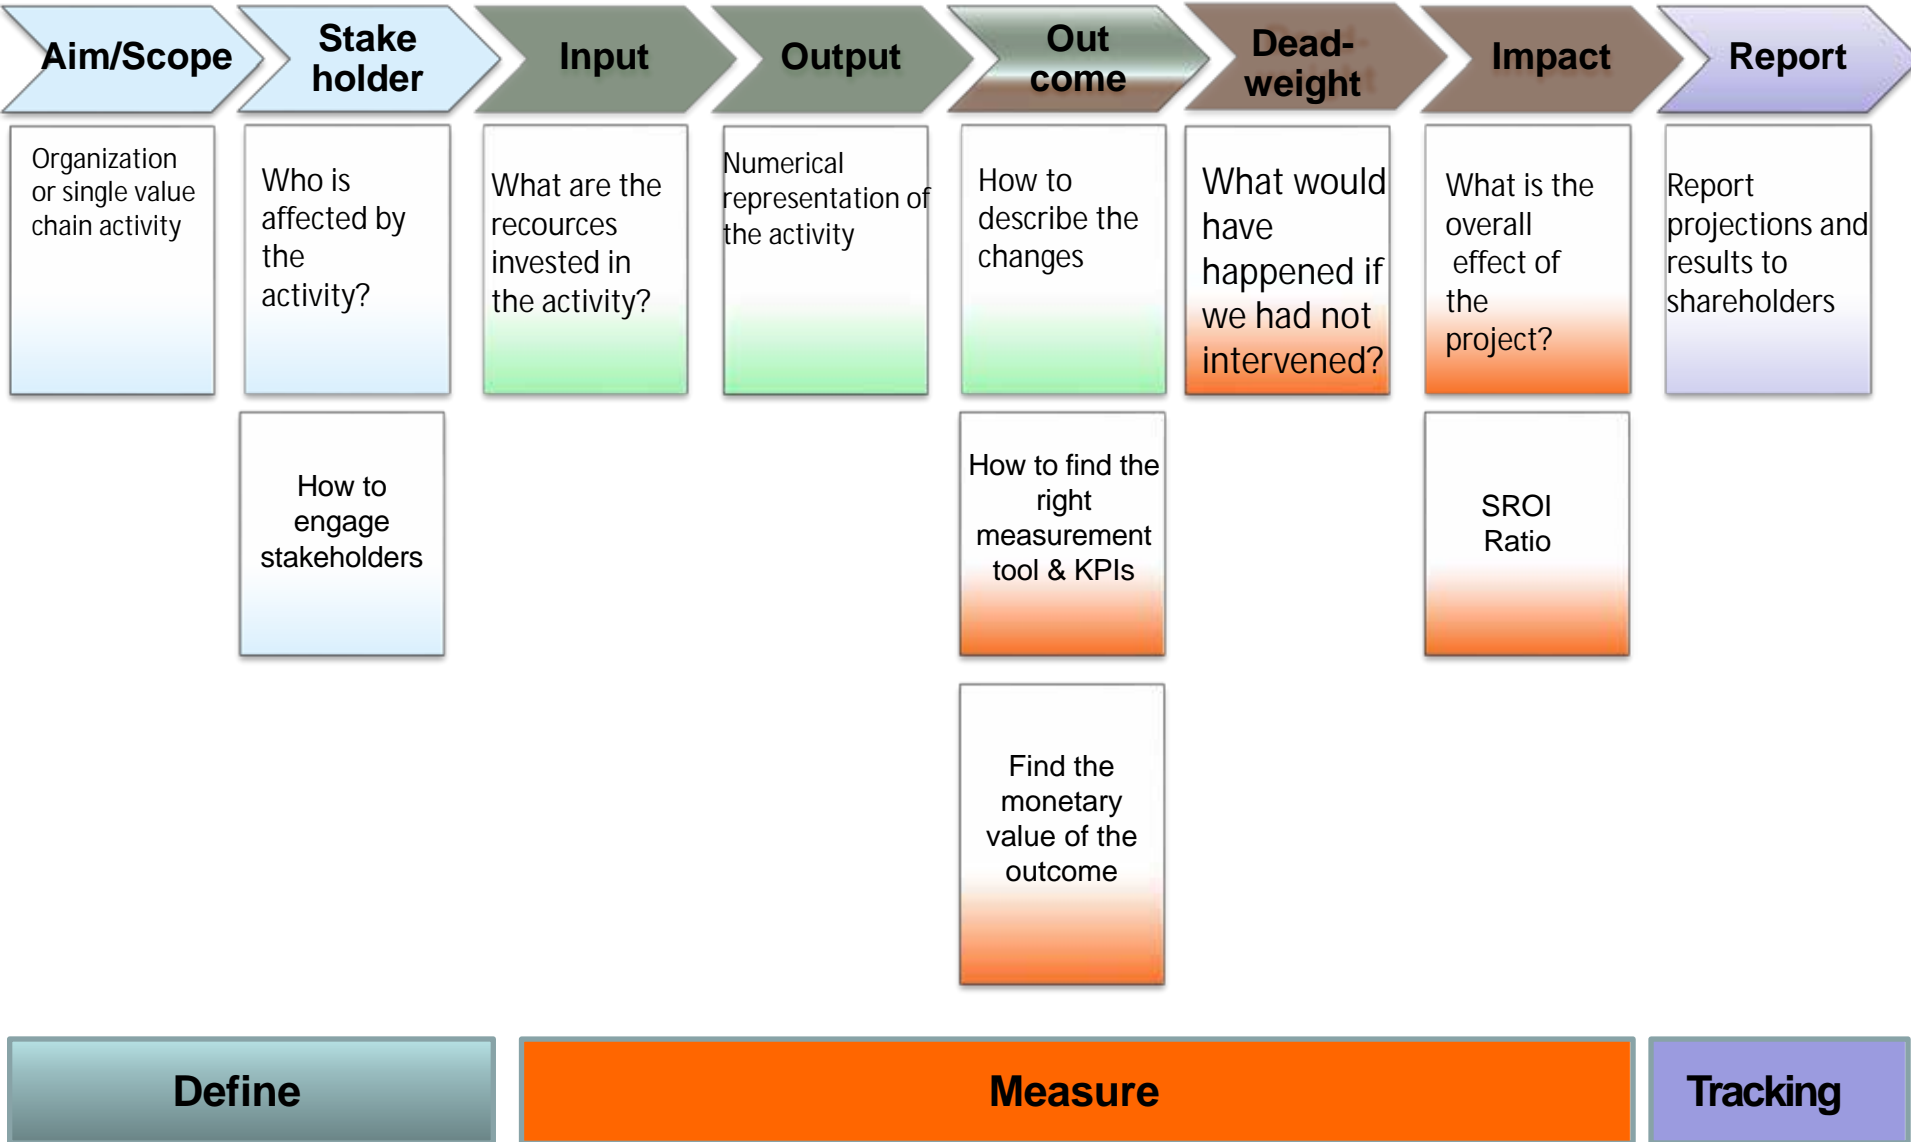 Aim/Scope
Stake
holder
Input
Output
Out
come
Dead-
weight
Impact
Report
Organization
or single value
chain activity
Who is
affected by
the
activity?
What are the
recources
invested in
the activity?
Numerical
representation of
the activity
How to
describe the
changes
What would
have
happened if
we had not
intervened?
What is the
overall
effect of
the
project?
Report
projections and
results to
shareholders
How to
engage
stakeholders
How to find the
right
measurement
tool & KPIs
SROI
Ratio
Find the
monetary
value of the
outcome
Define
Measure
Tracking